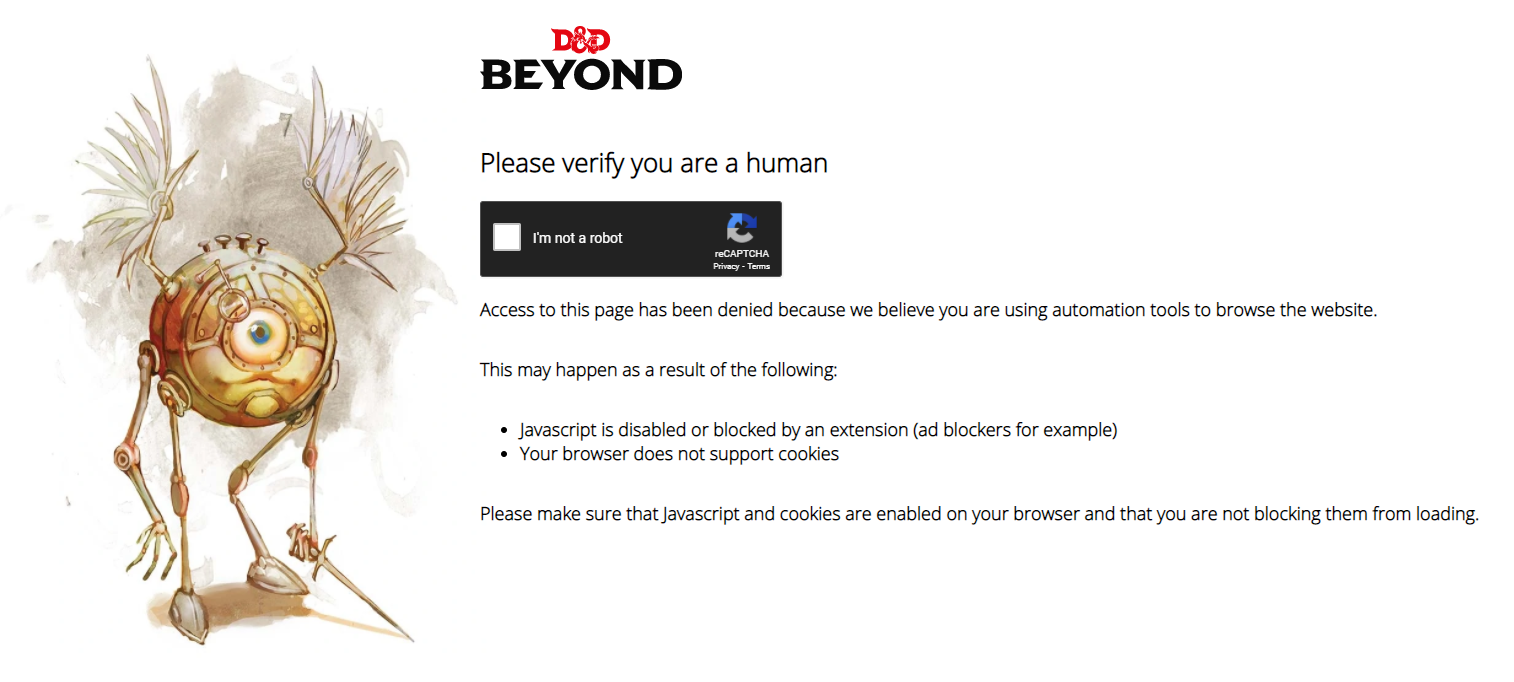 D&D
BEYOND
Please verify you are a human
I'm not a robot
reCAPTCHA
Privacy - Terms
Access to this page has been denied because we believe you are using automation tools to browse the website.
This may happen as a result of the following:
• Javascript is disabled or blocked by an extension (ad blockers for example)
• Your browser does not support cookies
Please make sure that Javascript and cookies are enabled on your browser and that you are not blocking them from loading.